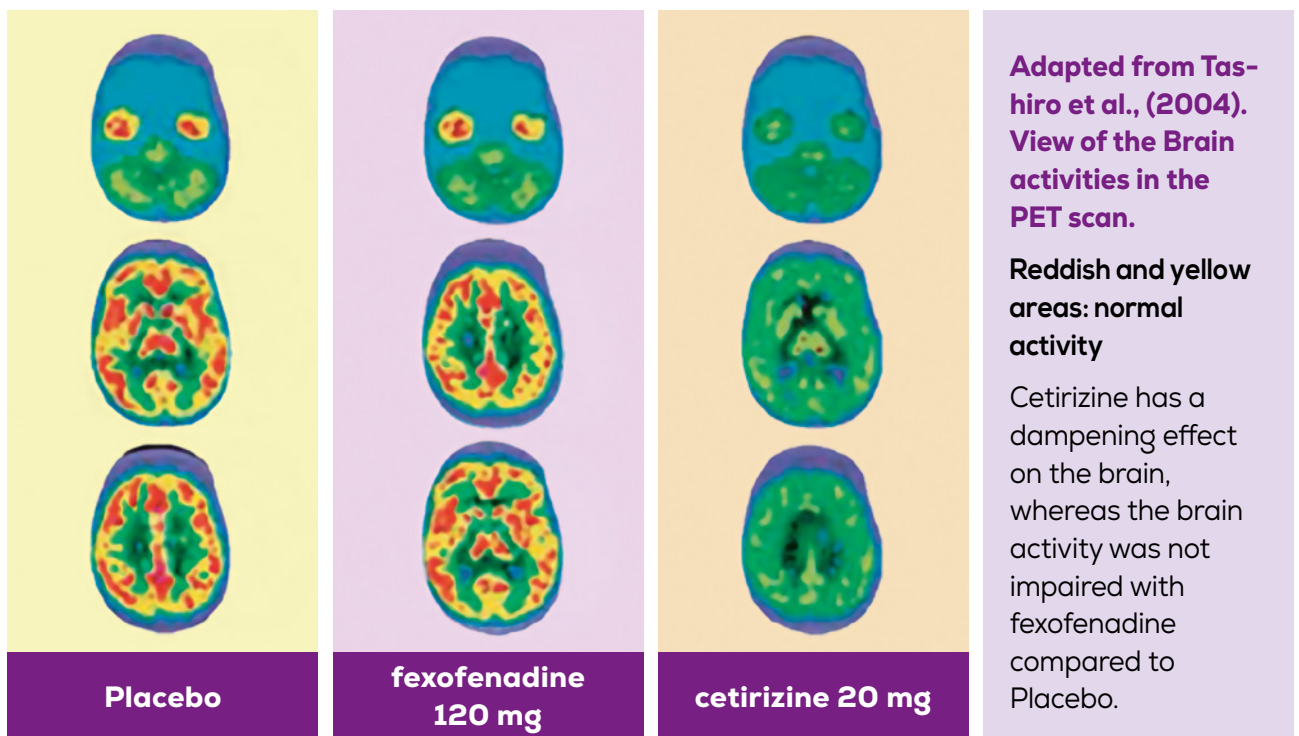 Placebo
fexofenadine
120 mg
cetirizine 20 mg
Adapted from Tas-
hiro et al., (2004).
View of the Brain
activities in the
PET scan.
Reddish and yellow
areas: normal
activity
Cetirizine has a
dampening effect
on the brain,
whereas the brain
activity was not
impaired with
fexofenadine
compared to
Placebo.